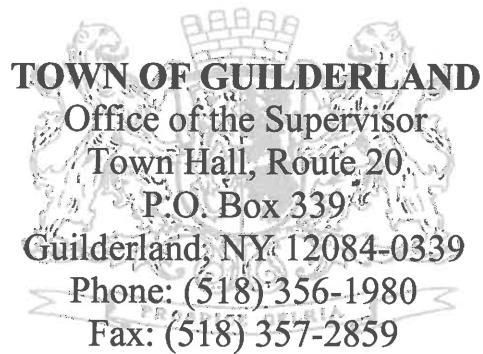 TOWN OF GUILDERLAND
Office of the Supervisor
Town Hall, Route 20
P.O. Box 339
Guilderland, NY 12084-0339
Phone: (518) 356-1980
Fax: (518) 357-2859